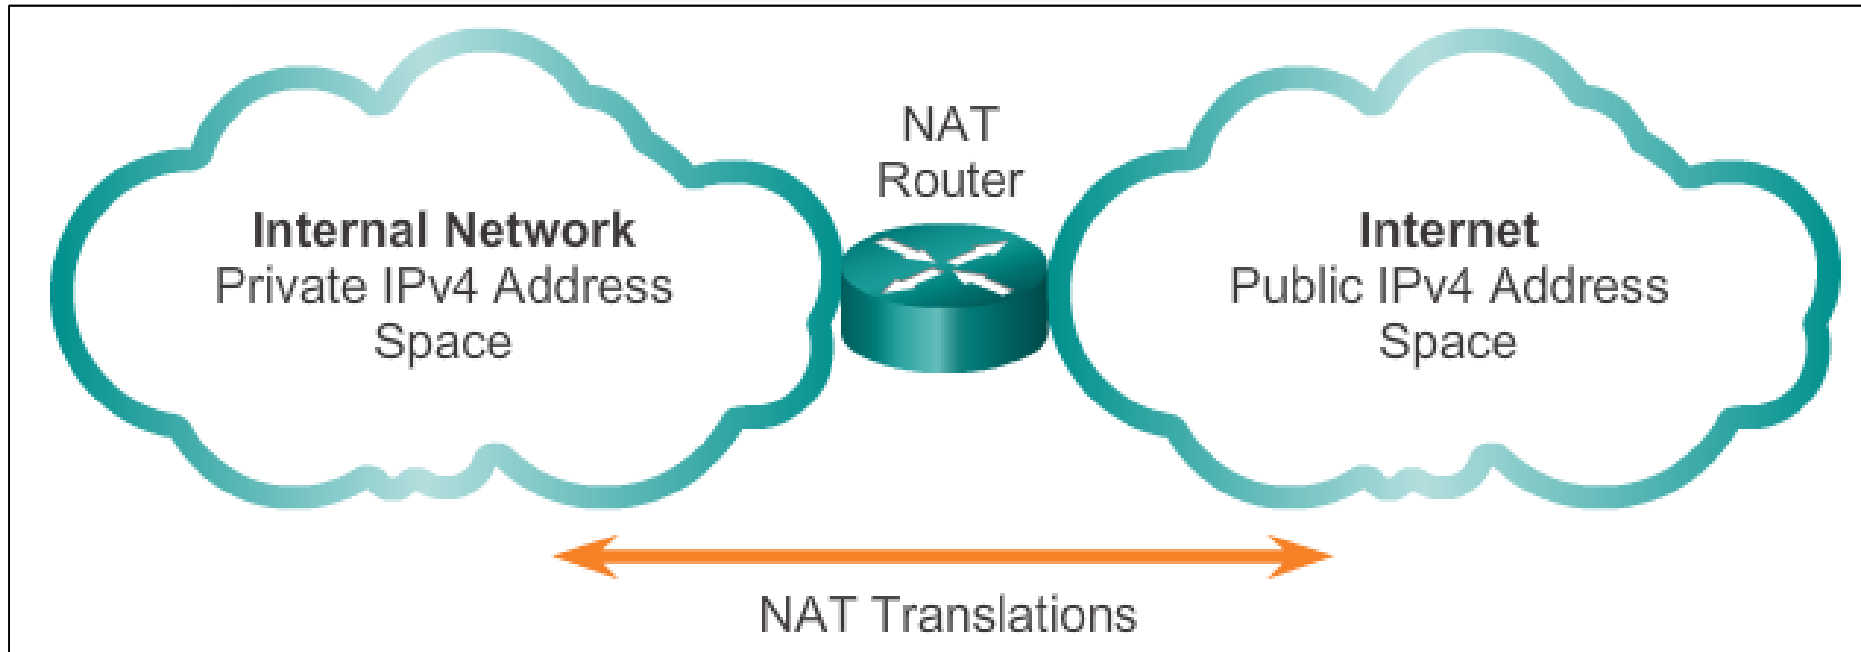 NAT
Router
Internal Network
Private IPv4 Address
Space
Internet
Public IPv4 Address
Space
NAT Translations